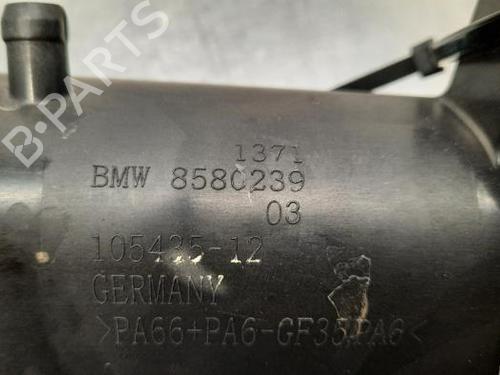 B-PARTS
1371
BMW 8580239
03
105435-12
GERMANY
>PA66+PA6-GF35/PA6<